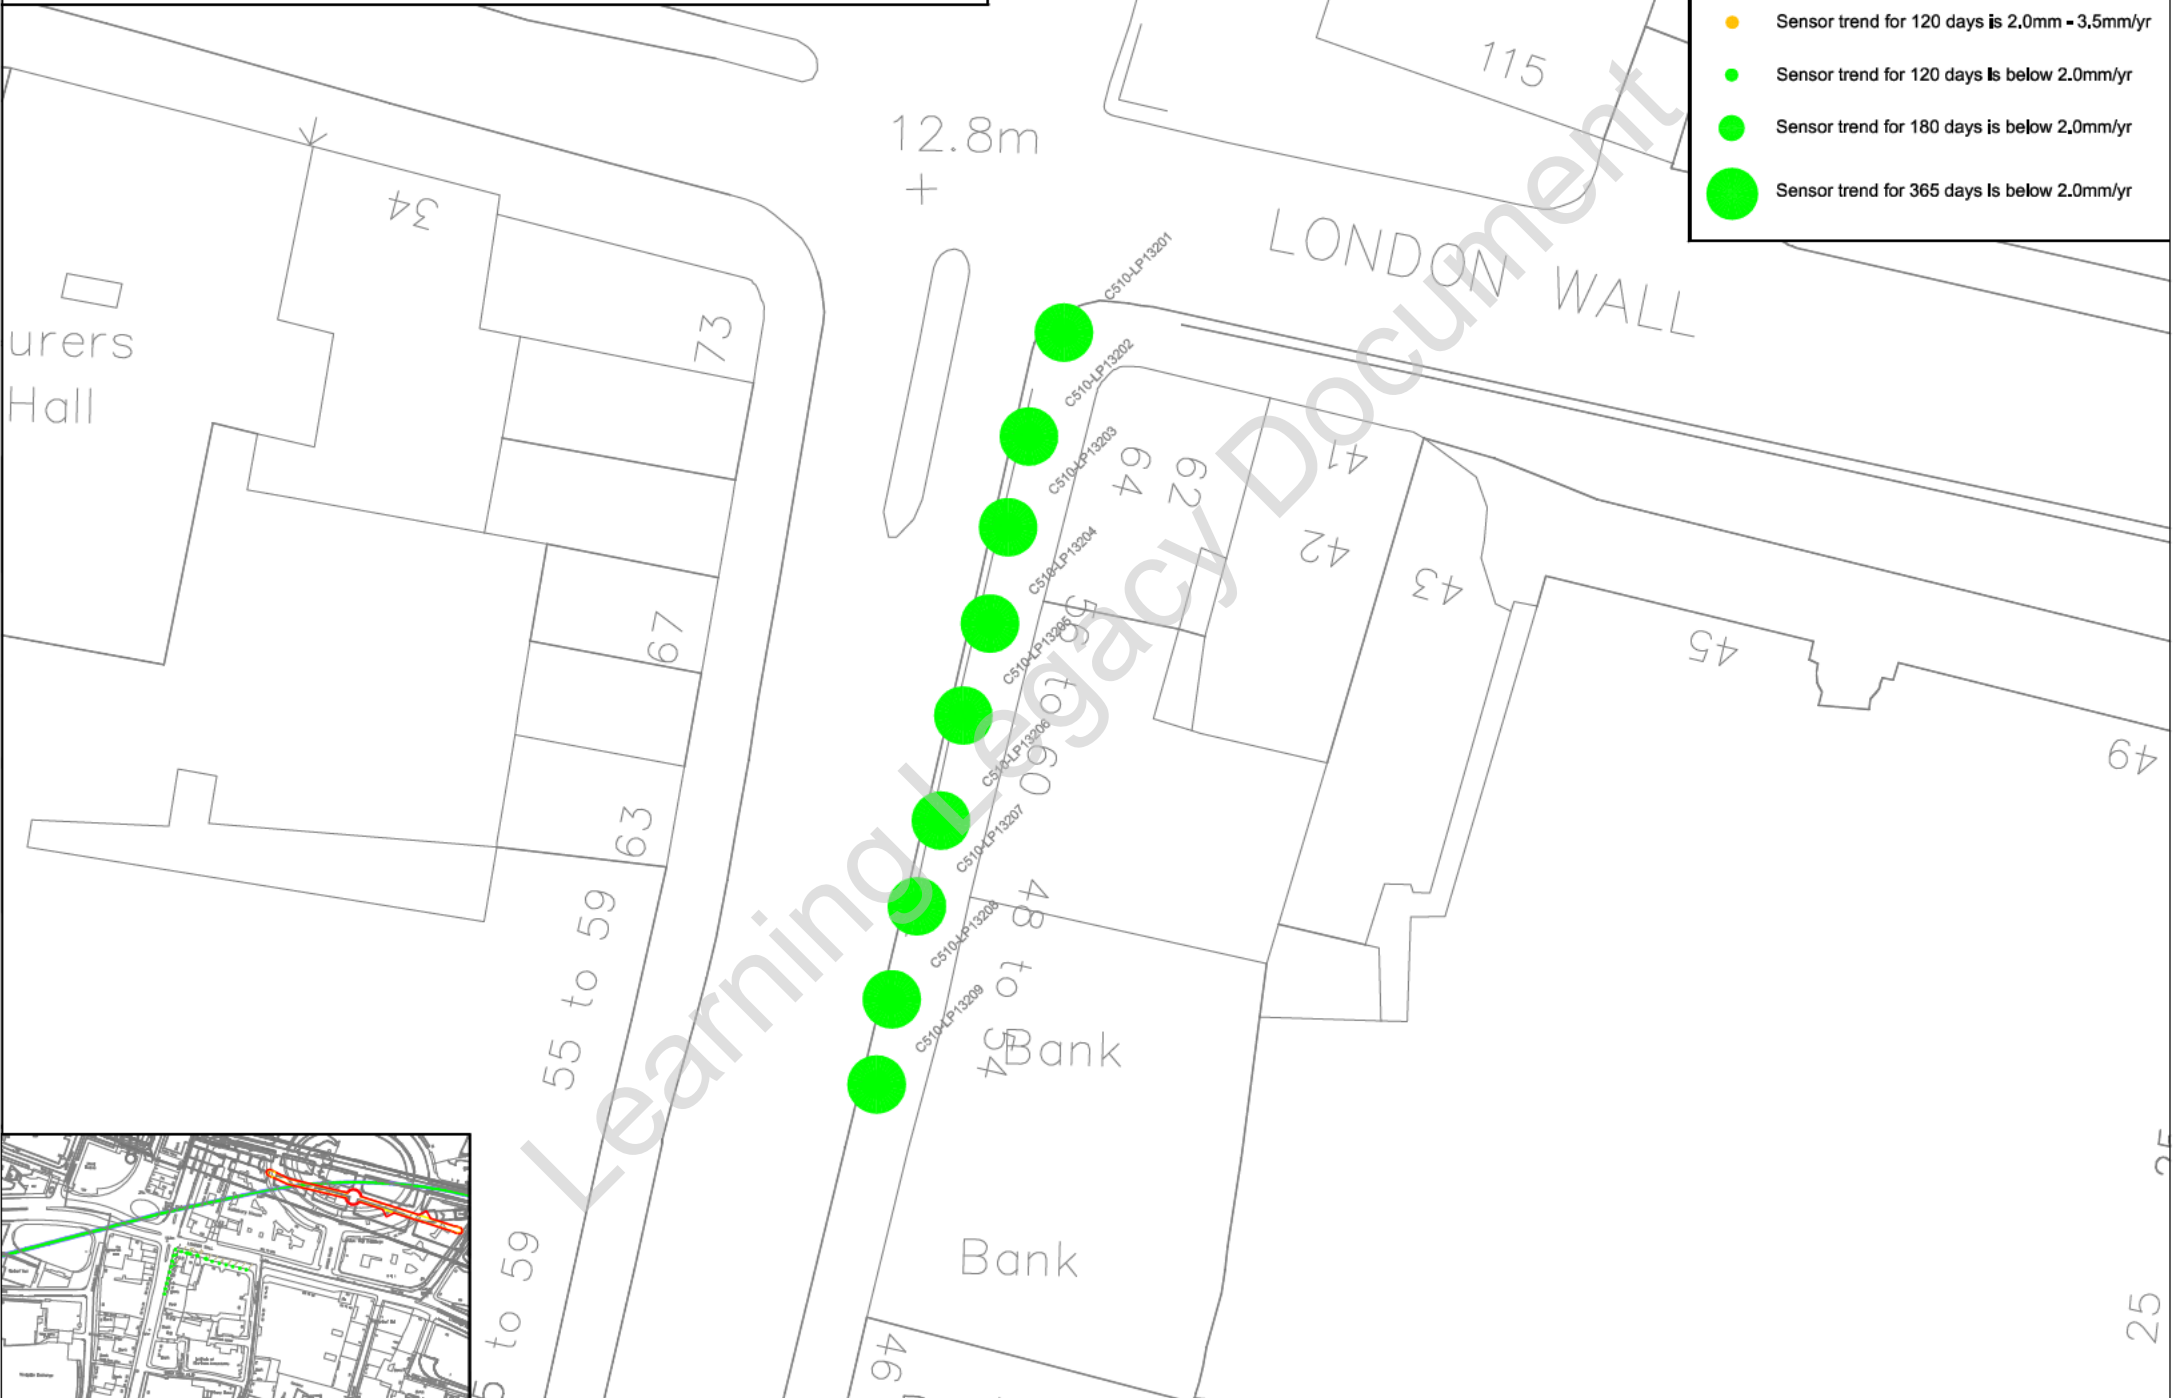 Sensor trend for 120 days is 2.0mm - 3.5mm/yr
Sensor trend for 120 days is below 2.0mm/yr
Sensor trend for 180 days is below 2.0mm/yr
Sensor trend for 365 days is below 2.0mm/yr
115
12.8m
34
LONDON WALL
C510-LP13201
73
urers
Hall
C510-LP13202
C510-LP13203
64
62
41
42
43
45
49
C510-LP13204
56 to 60
67
C510-LP13205
C510-LP13206
63
C510-LP13207
48 to 54
C510-LP13208
55 to 59
C510-LP13209
Bank
Bank
to 59
46
25
25
Learning Legacy Document